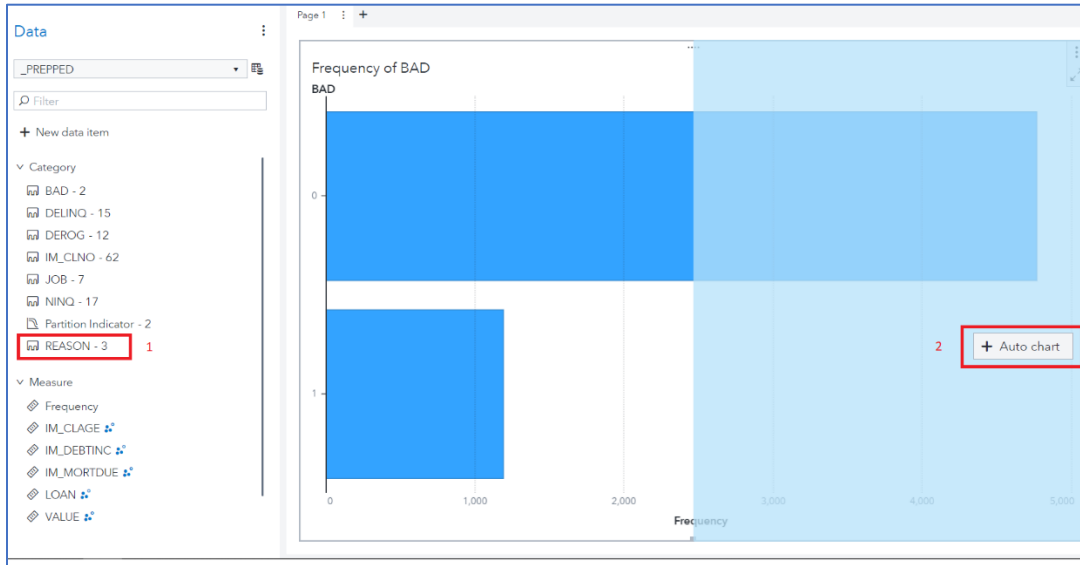 Page 1
Data
_PREPPED
Filter
New data item
Category
BAD - 2
DELINQ - 15
DEROG - 12
IM_CLNO - 62
JOB - 7
NINQ - 17
Partition Indicator - 2
REASON - 3
1
Measure
Frequency
IM_CLAGE
IM_DEBTINC
IM_MORTDUE
LOAN
VALUE
Frequency of BAD
BAD
0
1
2
+ Auto chart
0 1,000 2,000 3,000 4,000 5,000
Frequency